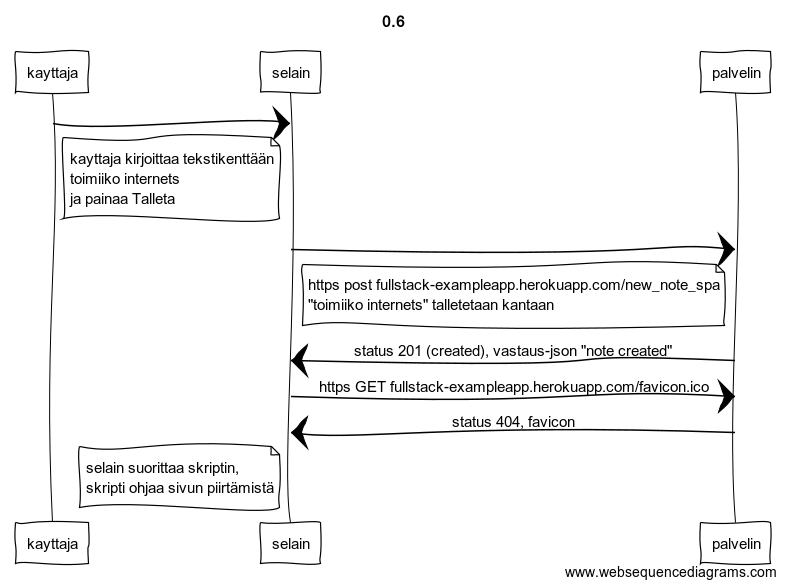 0.6
kayttaja
selain
palvelin
kayttaja kirjoittaa tekstikenttään
toimiiko internets
ja painaa Talleta
https post fullstack-exampleapp.herokuapp.com/new_note_spa
"toimiiko internets" talletetaan kantaan
status 201 (created), vastaus-json "note created"
https GET fullstack-exampleapp.herokuapp.com/favicon.ico
status 404, favicon
selain suorittaa skriptin,
skripti ohjaa sivun piirtämistä
kayttaja
selain
palvelin
www.websequencediagrams.com